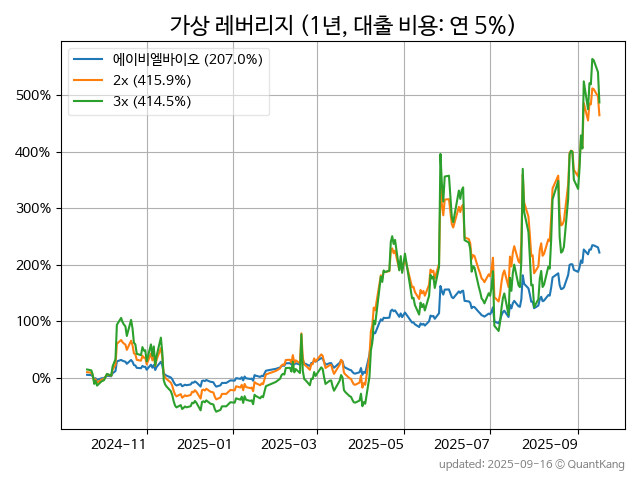 가상 레버리지 (1년, 대출 비용: 연 5%)
에이비엘바이오 (207.0%)
2x (415.9%)
3x (414.5%)
500%
400%
300%
200%
100%
0%
2024-11 2025-01 2025-03 2025-05 2025-07 2025-09
updated: 2025-09-16 © QuantKang